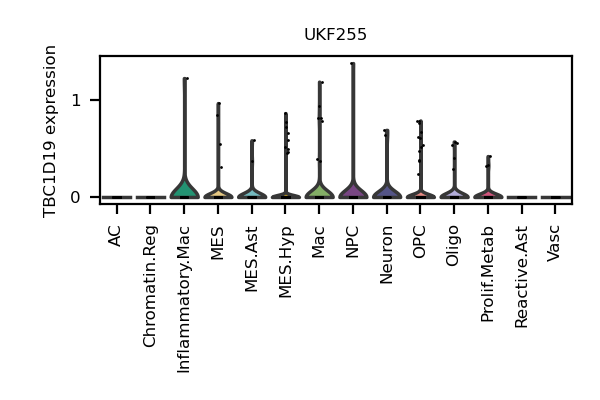 UKF255
TBC1D19 expression
1
0
AC
Chromatin.Reg
Inflammatory.Mac
MES
MES.Ast
MES.Hyp
Mac
NPC
Neuron
OPC
Oligo
Prolif.Metab
Reactive.Ast
Vasc